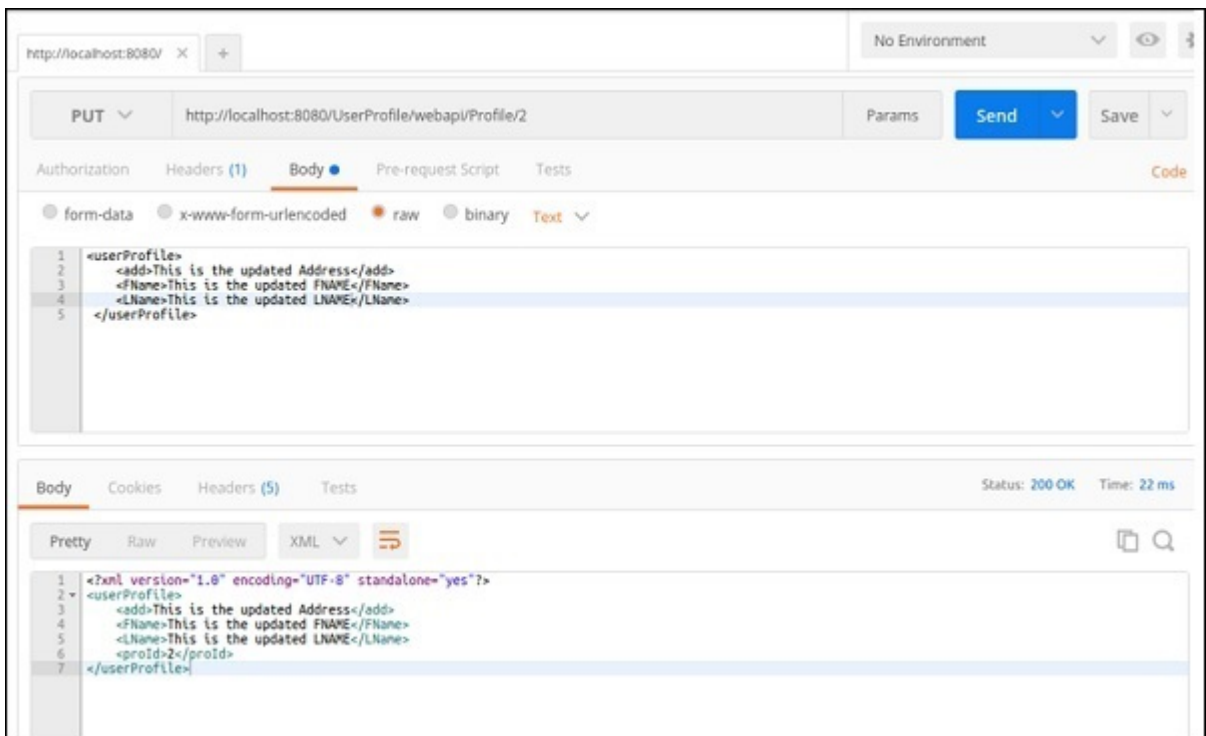 http://localhost:8080/ × +
No Environment
PUT http://localhost:8080/UserProfile/webapi/Profile/2 Params Send Save
Authorization Headers (1) Body Pre-request Script Tests Code
form-data x-www-form-urlencoded raw binary Text
1 <userProfile>
2 <add>This is the updated Address</add>
3 <FName>This is the updated FNAME</FName>
4 <LName>This is the updated LNAME</LName>
5 </userProfile>
Body Cookies Headers (5) Tests Status: 200 OK Time: 22 ms
Pretty Raw Preview XML
1 <?xml version="1.0" encoding="UTF-8" standalone="yes"?>
2 <userProfile>
3 <add>This is the updated Address</add>
4 <FName>This is the updated FNAME</FName>
5 <LName>This is the updated LNAME</LName>
6 <proId>2</proId>
7 </userProfile>